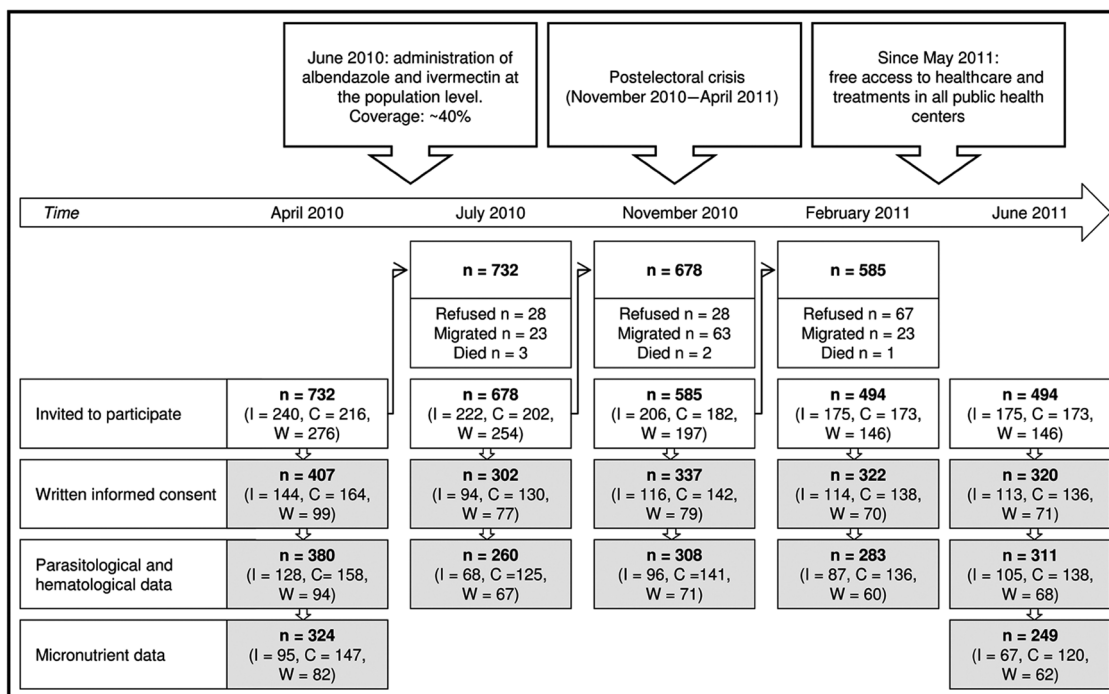 June 2010: administration of
albendazole and ivermectin at
the population level.
Coverage: ~40%
Postelectoral crisis
(November 2010–April 2011)
Since May 2011:
free access to healthcare and
treatments in all public health
centers
Time
April 2010
July 2010
November 2010
February 2011
June 2011
n = 732
Refused n = 28
Migrated n = 23
Died n = 3
n = 678
Refused n = 28
Migrated n = 63
Died n = 2
n = 585
Refused n = 67
Migrated n = 23
Died n = 1
Invited to participate
n = 732
(I = 240, C = 216,
W = 276)
n = 678
(I = 222, C = 202,
W = 254)
n = 585
(I = 206, C = 182,
W = 197)
n = 494
(I = 175, C = 173,
W = 146)
n = 494
(I = 175, C = 173,
W = 146)
Written informed consent
n = 407
(I = 144, C = 164,
W = 99)
n = 302
(I = 94, C = 130,
W = 77)
n = 337
(I = 116, C = 142,
W = 79)
n = 322
(I = 114, C = 138,
W = 70)
n = 320
(I = 113, C = 136,
W = 71)
Parasitological and
hematological data
n = 380
(I = 128, C= 158,
W = 94)
n = 260
(I = 68, C =125,
W = 67)
n = 308
(I = 96, C =141,
W = 71)
n = 283
(I = 87, C = 136,
W = 60)
n = 311
(I = 105, C = 138,
W = 68)
Micronutrient data
n = 324
(I = 95, C = 147,
W = 82)
n = 249
(I = 67, C = 120,
W = 62)